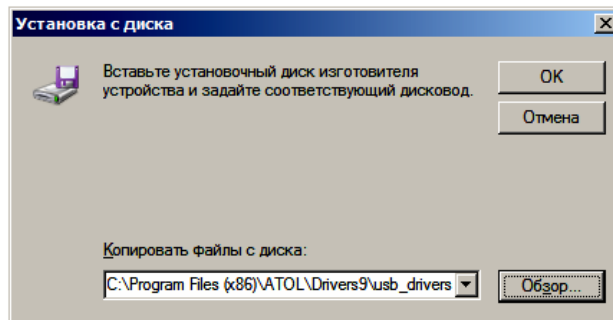 Установка с диска
Вставьте установочный диск изготовителя
устройства и задайте соответствующий дисковод.
OK
Отмена
Копировать файлы с диска:
C:\Program Files (x86)\ATOL\Drivers9\usb_drivers
Обзор...